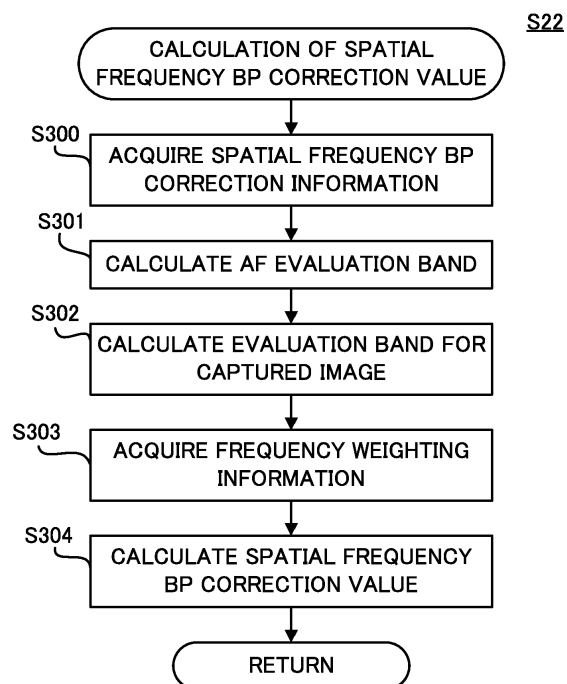 S22
CALCULATION OF SPATIAL
FREQUENCY BP CORRECTION VALUE
S300
ACQUIRE SPATIAL FREQUENCY BP
CORRECTION INFORMATION
S301
CALCULATE AF EVALUATION BAND
S302
CALCULATE EVALUATION BAND FOR
CAPTURED IMAGE
S303
ACQUIRE FREQUENCY WEIGHTING
INFORMATION
S304
CALCULATE SPATIAL FREQUENCY
BP CORRECTION VALUE
RETURN